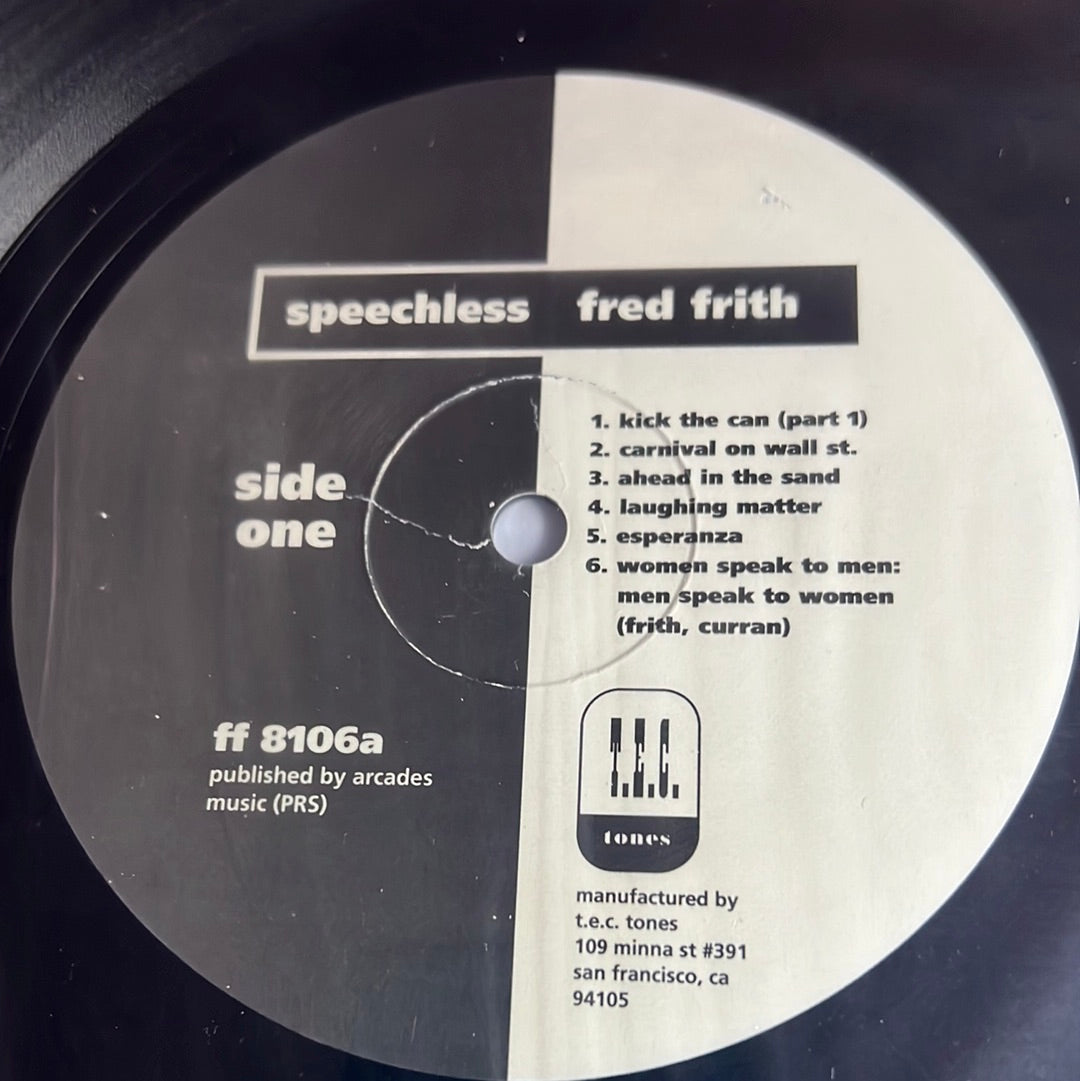 speechless fred frith
side
one
1. kick the can (part 1)
2. carnival on wall st.
3. ahead in the sand
4. laughing matter
5. esperanza
6. women speak to men:
men speak to women
(frith, curran)
ff 8106a
published by arcades
music (PRS)
T.E.C.
tones
manufactured by
t.e.c. tones
109 minna st #391
san francisco, ca
94105